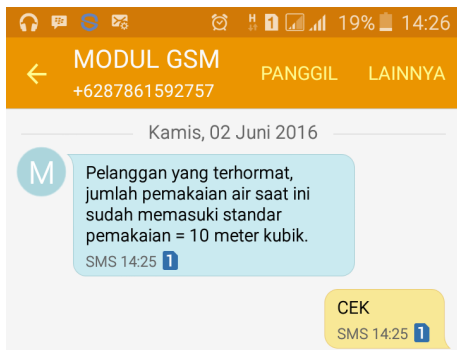 H 1 19% 14:26
MODUL GSM PANGGIL LAINNYA
+6287861592757
Kamis, 02 Juni 2016
M
Pelanggan yang terhormat,
jumlah pemakaian air saat ini
sudah memasuki standar
pemakaian = 10 meter kubik.
SMS 14:25 1
CEK
SMS 14:25 1